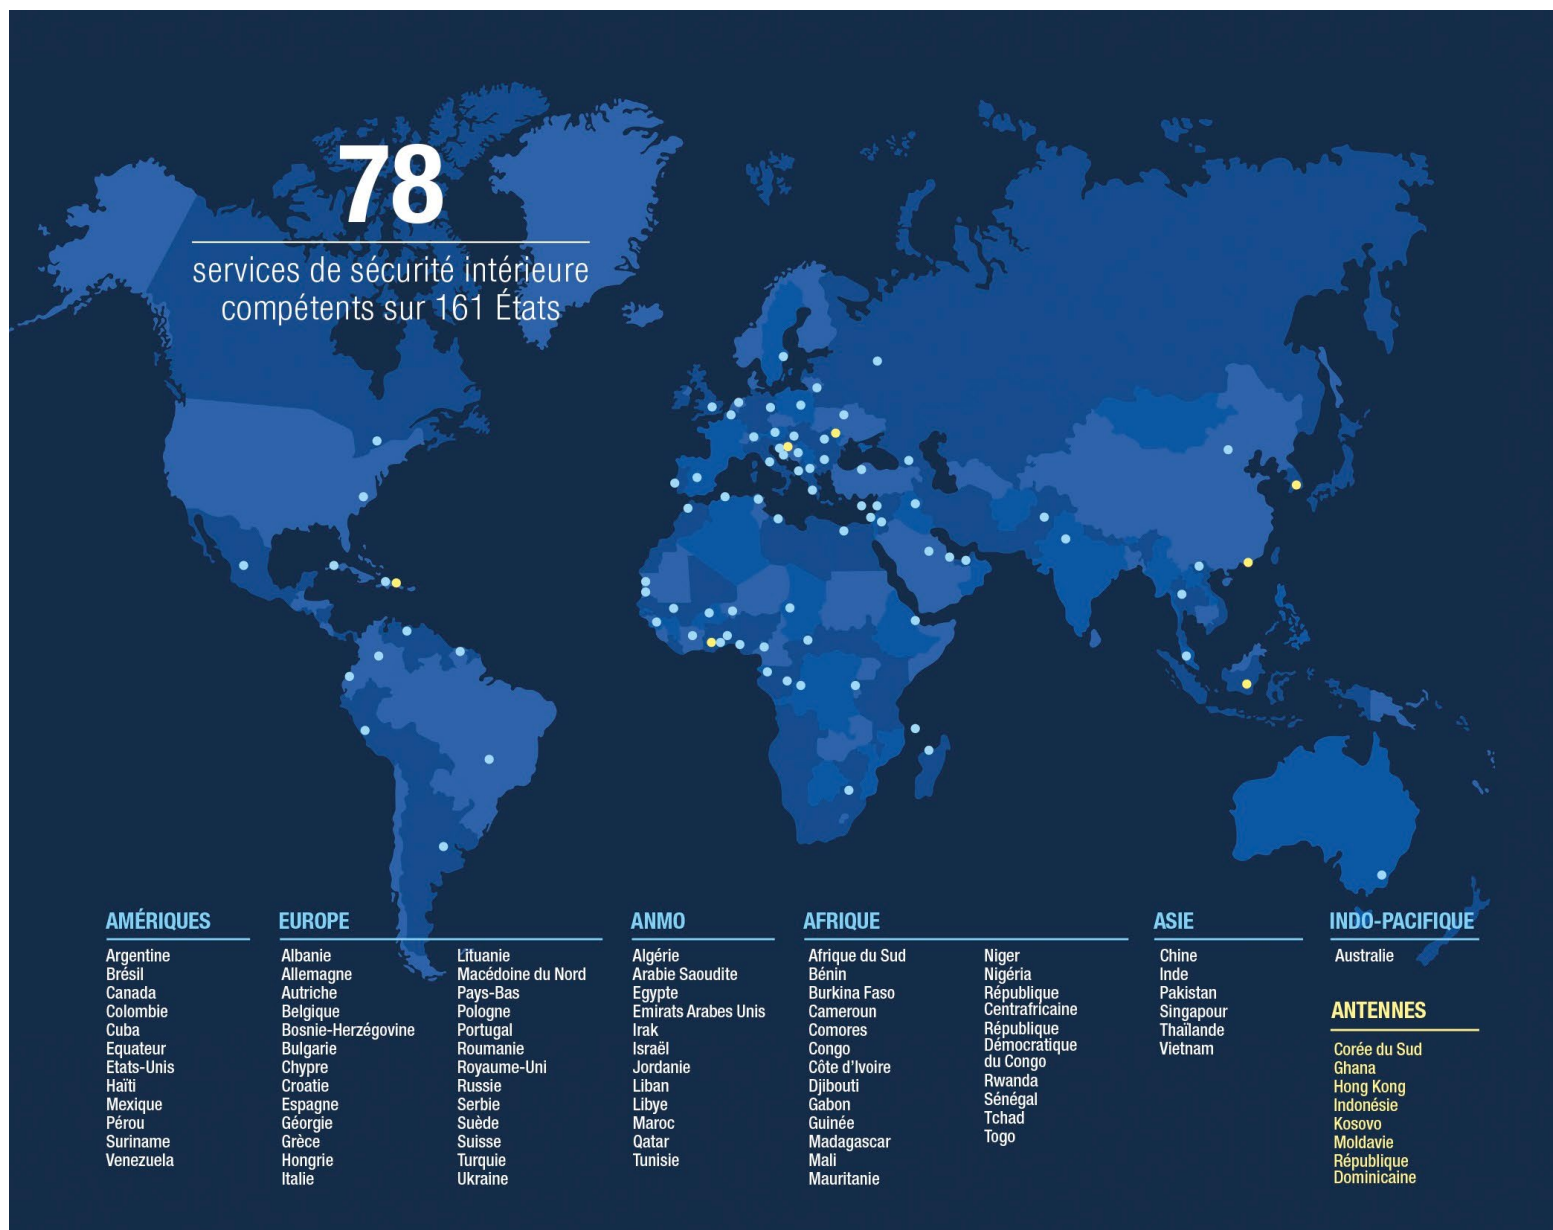 78
services de sécurité intérieure
compétents sur 161 États
AMÉRIQUES
Argentine
Brésil
Canada
Colombie
Cuba
Equateur
Etats-Unis
Haïti
Mexique
Pérou
Suriname
Venezuela
EUROPE
Albanie
Allemagne
Autriche
Belgique
Bosnie-Herzégovine
Bulgarie
Chypre
Croatie
Espagne
Géorgie
Grèce
Hongrie
Italie
Lituanie
Macédoine du Nord
Pays-Bas
Pologne
Portugal
Roumanie
Royaume-Uni
Russie
Serbie
Suède
Suisse
Turquie
Ukraine
ANMO
Algérie
Arabie Saoudite
Egypte
Emirats Arabes Unis
Irak
Israël
Jordanie
Liban
Libye
Maroc
Qatar
Tunisie
AFRIQUE
Afrique du Sud
Bénin
Burkina Faso
Cameroun
Comores
Congo
Côte d'Ivoire
Djibouti
Gabon
Guinée
Madagascar
Mali
Mauritanie
Niger
Nigéria
République
Centrafricaine
République
Démocratique
du Congo
Rwanda
Sénégal
Tchad
Togo
ASIE
Chine
Inde
Pakistan
Singapour
Thaïlande
Vietnam
INDO-PACIFIQUE
Australie
ANTENNES
Corée du Sud
Ghana
Hong Kong
Indonésie
Kosovo
Moldavie
République
Dominicaine